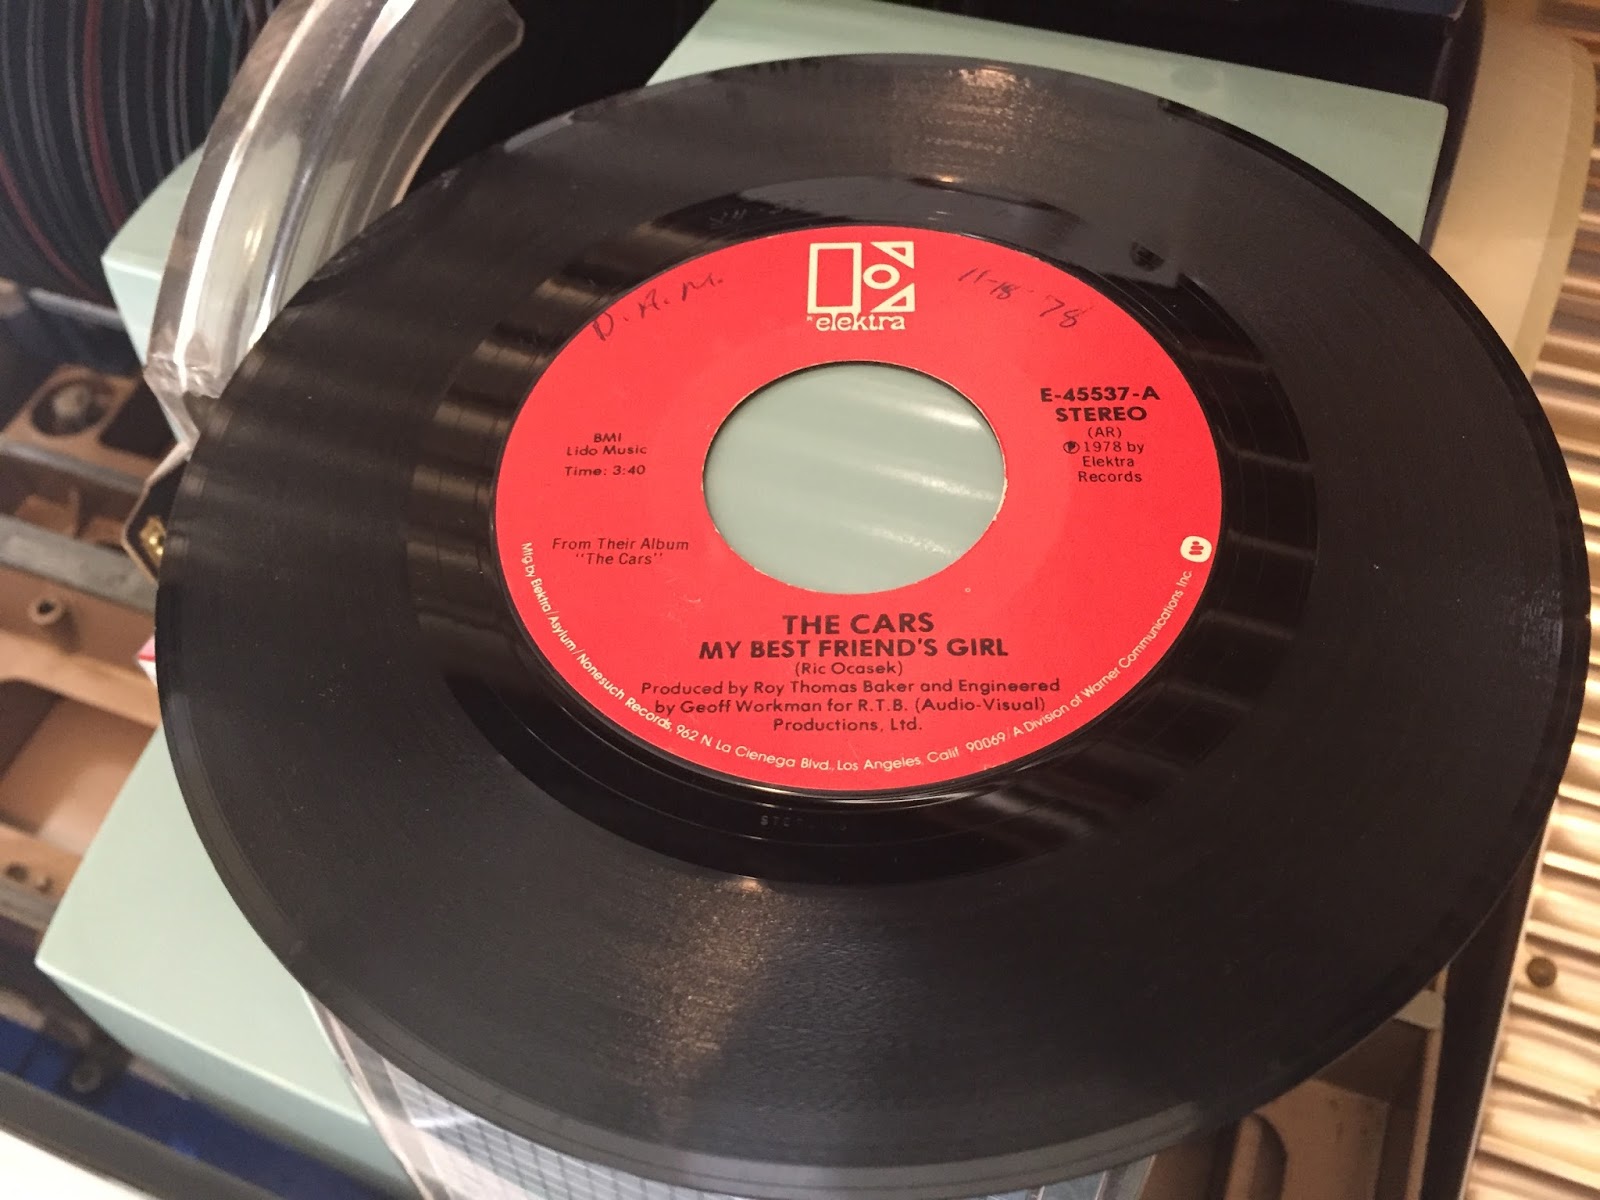 D. A. M.
11-18-'78
elektra
E-45537-A
STEREO
(AR)
℗ 1978 by
Elektra
Records
BMI
Lido Music
Time: 3:40
From Their Album
"The Cars"
THE CARS
MY BEST FRIEND'S GIRL
(Ric Ocasek)
Produced by Roy Thomas Baker and Engineered
by Geoff Workman for R.T.B. (Audio-Visual)
Productions, Ltd.
Mfg. by Elektra/Asylum/Nonesuch Records, 962 N. La Cienega Blvd., Los Angeles, Calif. 90069/A Division of Warner Communications Inc.